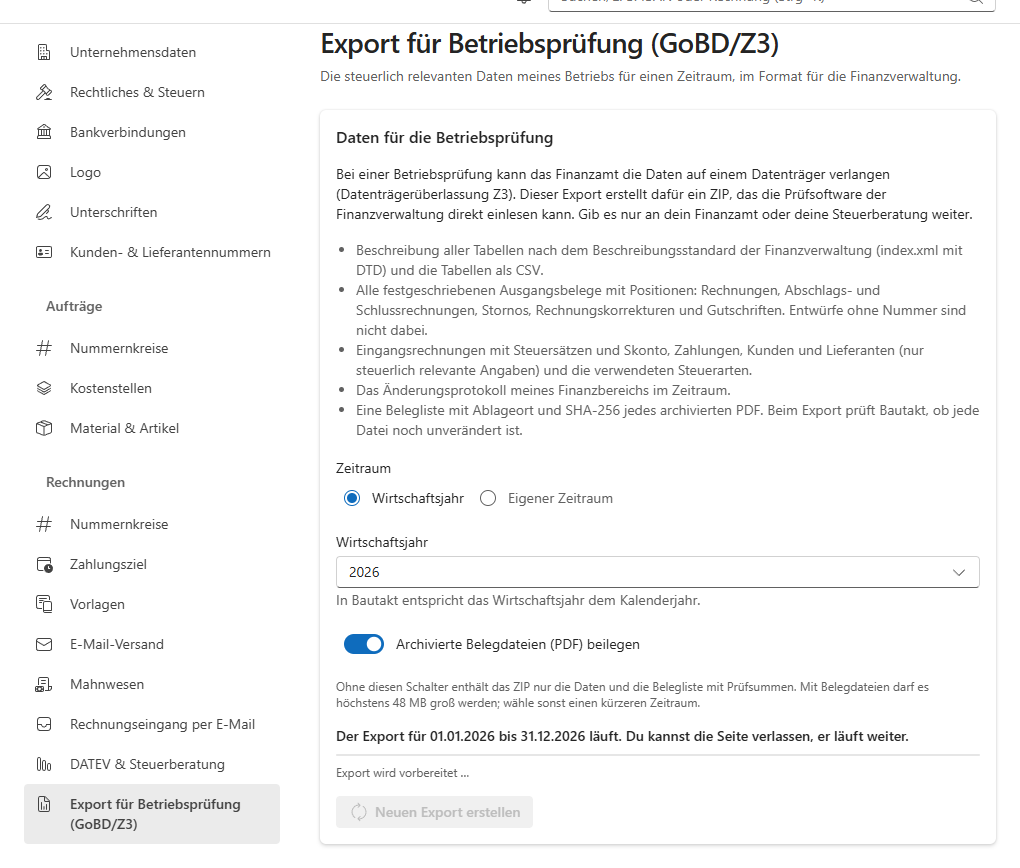 Export für Betriebsprüfung (GoBD/Z3)
Die steuerlich relevanten Daten meines Betriebs für einen Zeitraum, im Format für die Finanzverwaltung.
Unternehmensdaten
Rechtliches & Steuern
Bankverbindungen
Logo
Unterschriften
Kunden- & Lieferantennummern
Aufträge
Nummernkreise
Kostenstellen
Material & Artikel
Rechnungen
Nummernkreise
Zahlungsziel
Vorlagen
E-Mail-Versand
Mahnwesen
Rechnungseingang per E-Mail
DATEV & Steuerberatung
Export für Betriebsprüfung
(GoBD/Z3)
Daten für die Betriebsprüfung
Bei einer Betriebsprüfung kann das Finanzamt die Daten auf einem Datenträger verlangen
(Datenträgerüberlassung Z3). Dieser Export erstellt dafür ein ZIP, das die Prüfsoftware der
Finanzverwaltung direkt einlesen kann. Gib es nur an dein Finanzamt oder deine Steuerberatung weiter.
• Beschreibung aller Tabellen nach dem Beschreibungsstandard der Finanzverwaltung (index.xml mit
DTD) und die Tabellen als CSV.
• Alle festgeschriebenen Ausgangsbelege mit Positionen: Rechnungen, Abschlags- und
Schlussrechnungen, Stornos, Rechnungskorrekturen und Gutschriften. Entwürfe ohne Nummer sind
nicht dabei.
• Eingangsrechnungen mit Steuersätzen und Skonto, Zahlungen, Kunden und Lieferanten (nur
steuerlich relevante Angaben) und die verwendeten Steuerarten.
• Das Änderungsprotokoll meines Finanzbereichs im Zeitraum.
• Eine Belegliste mit Ablageort und SHA-256 jedes archivierten PDF. Beim Export prüft Bautakt, ob jede
Datei noch unverändert ist.
Zeitraum
Wirtschaftsjahr
Eigener Zeitraum
Wirtschaftsjahr
2026
In Bautakt entspricht das Wirtschaftsjahr dem Kalenderjahr.
Archivierte Belegdateien (PDF) beilegen
Ohne diesen Schalter enthält das ZIP nur die Daten und die Belegliste mit Prüfsummen. Mit Belegdateien darf es
höchstens 48 MB groß werden; wähle sonst einen kürzeren Zeitraum.
Der Export für 01.01.2026 bis 31.12.2026 läuft. Du kannst die Seite verlassen, er läuft weiter.
Export wird vorbereitet ...
Neuen Export erstellen